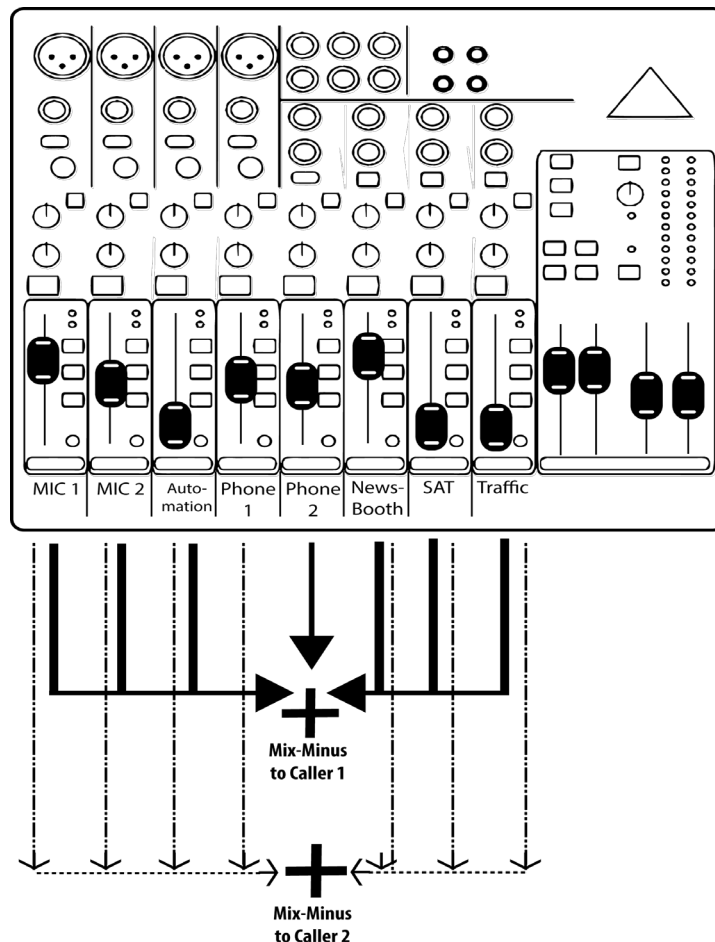 MIC 1
MIC 2
Auto-
mation
Phone
1
Phone
2
News-
Booth
SAT
Traffic
Mix-Minus
to Caller 1
Mix-Minus
to Caller 2